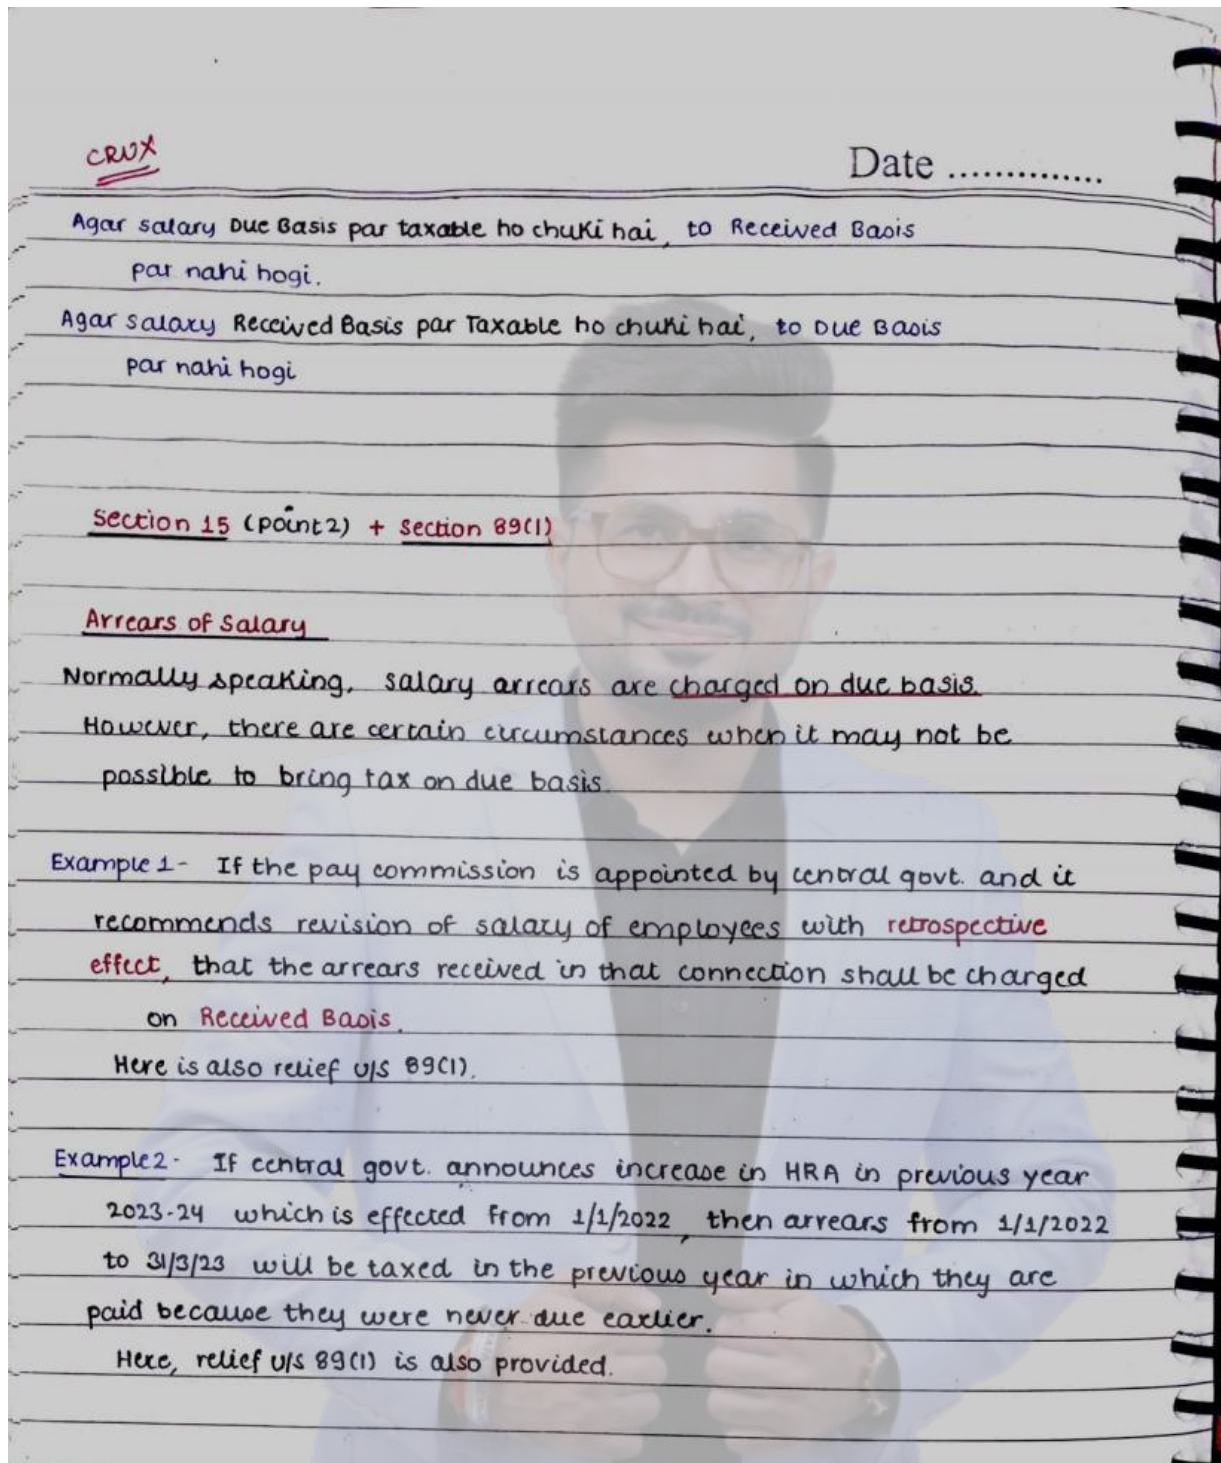 CRUX
Date ..............
Agar salary Due Basis par taxable ho chuki hai, to Received Basis
par nahi hogi.
Agar salary Received Basis par Taxable ho chuki hai, to Due Basis
par nahi hogi
Section 15 (point 2) + Section 89(1)
Arrears of Salary
Normally speaking, salary arrears are charged on due basis.
However, there are certain circumstances when it may not be
possible to bring tax on due basis.
Example 1- If the pay commission is appointed by central govt. and it
recommends revision of salary of employees with retrospective
effect, that the arrears received in that connection shall be charged
on Received Basis.
Here is also relief u/s 89(1).
Example 2- If central govt. announces increase in HRA in previous year
2023-24 which is effected from 1/1/2022, then arrears from 1/1/2022
to 31/3/23 will be taxed in the previous year in which they are
paid because they were never due earlier.
Here, relief u/s 89(1) is also provided.